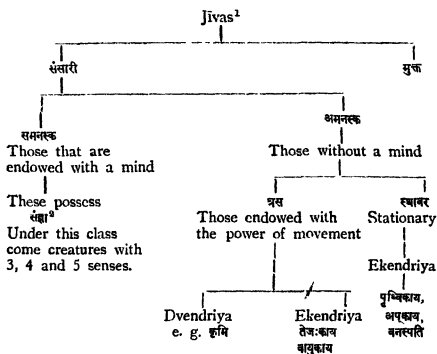 Jīvas¹
संसारी
मुक्त
समनस्क
Those that are
endowed with a mind
अमनस्क
Those without a mind
These possess
संज्ञा²
Under this class
come creatures with
3, 4 and 5 senses.
त्रस
Those endowed with
the power of movement
स्थावर
Stationary
Ekendriya
पृथ्विकाय,
अप्काय,
वनस्पति
Dvendriya
e. g. कृमि
Ekendriya
तेजःकाय
वायुकाय